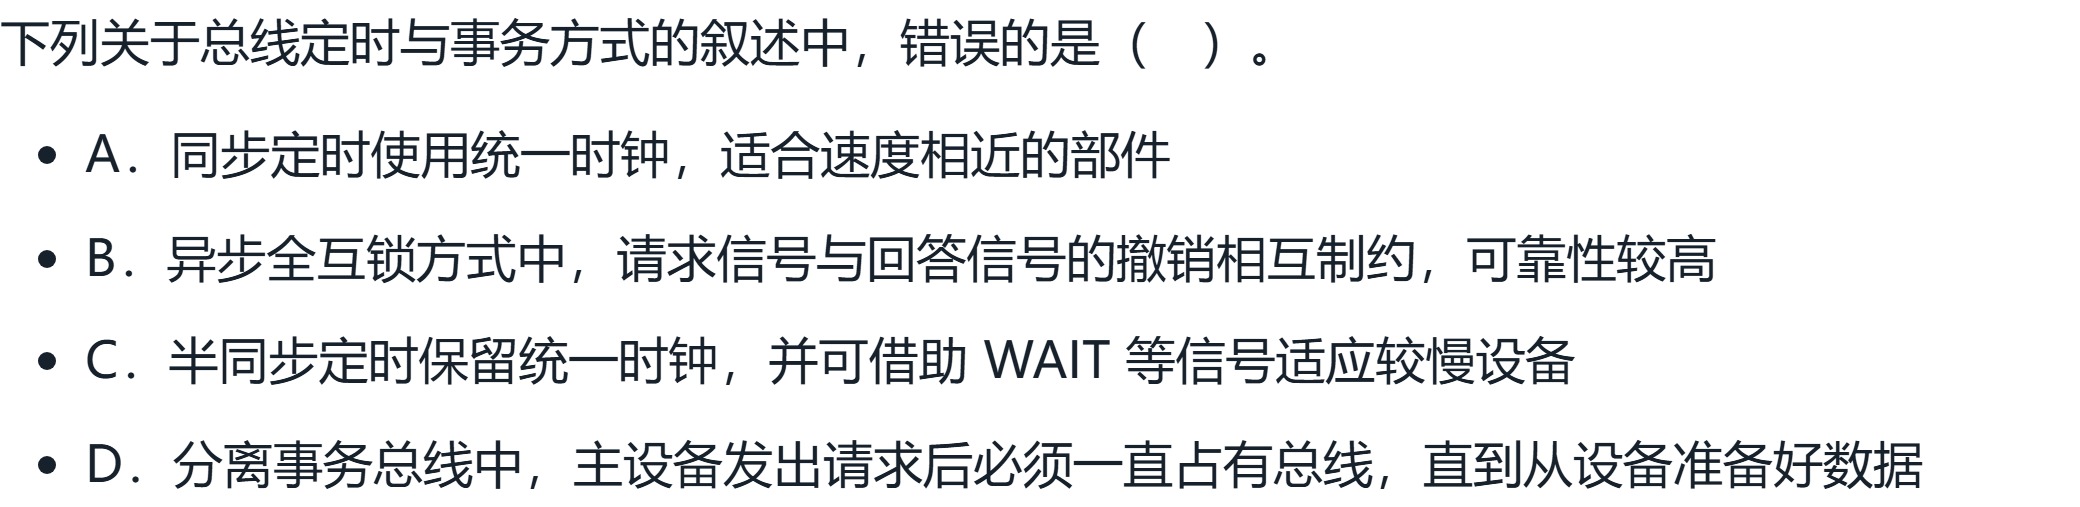 下列关于总线定时与事务方式的叙述中，错误的是（　）。
• A．同步定时使用统一时钟，适合速度相近的部件
• B．异步全互锁方式中，请求信号与回答信号的撤销相互制约，可靠性较高
• C．半同步定时保留统一时钟，并可借助 WAIT 等信号适应较慢设备
• D．分离事务总线中，主设备发出请求后必须一直占有总线，直到从设备准备好数据